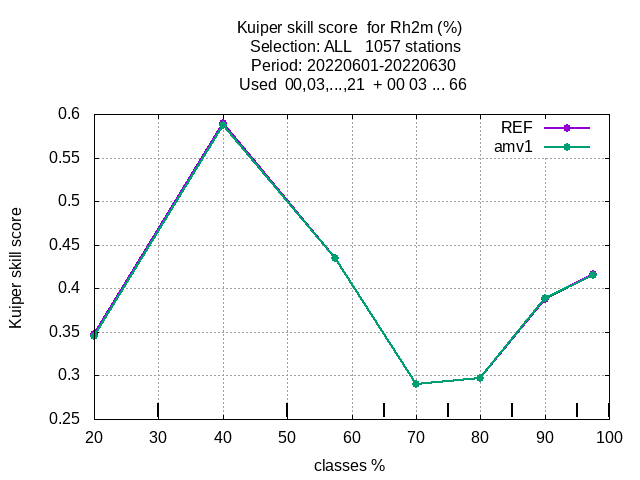 Kuiper skill score for Rh2m (%)
Selection: ALL 1057 stations
Period: 20220601-20220630
Used 00,03,...,21 + 00 03 ... 66
REF
amv1
0.6
0.55
0.5
0.45
0.4
0.35
0.3
0.25
Kuiper skill score
20 30 40 50 60 70 80 90 100
classes %